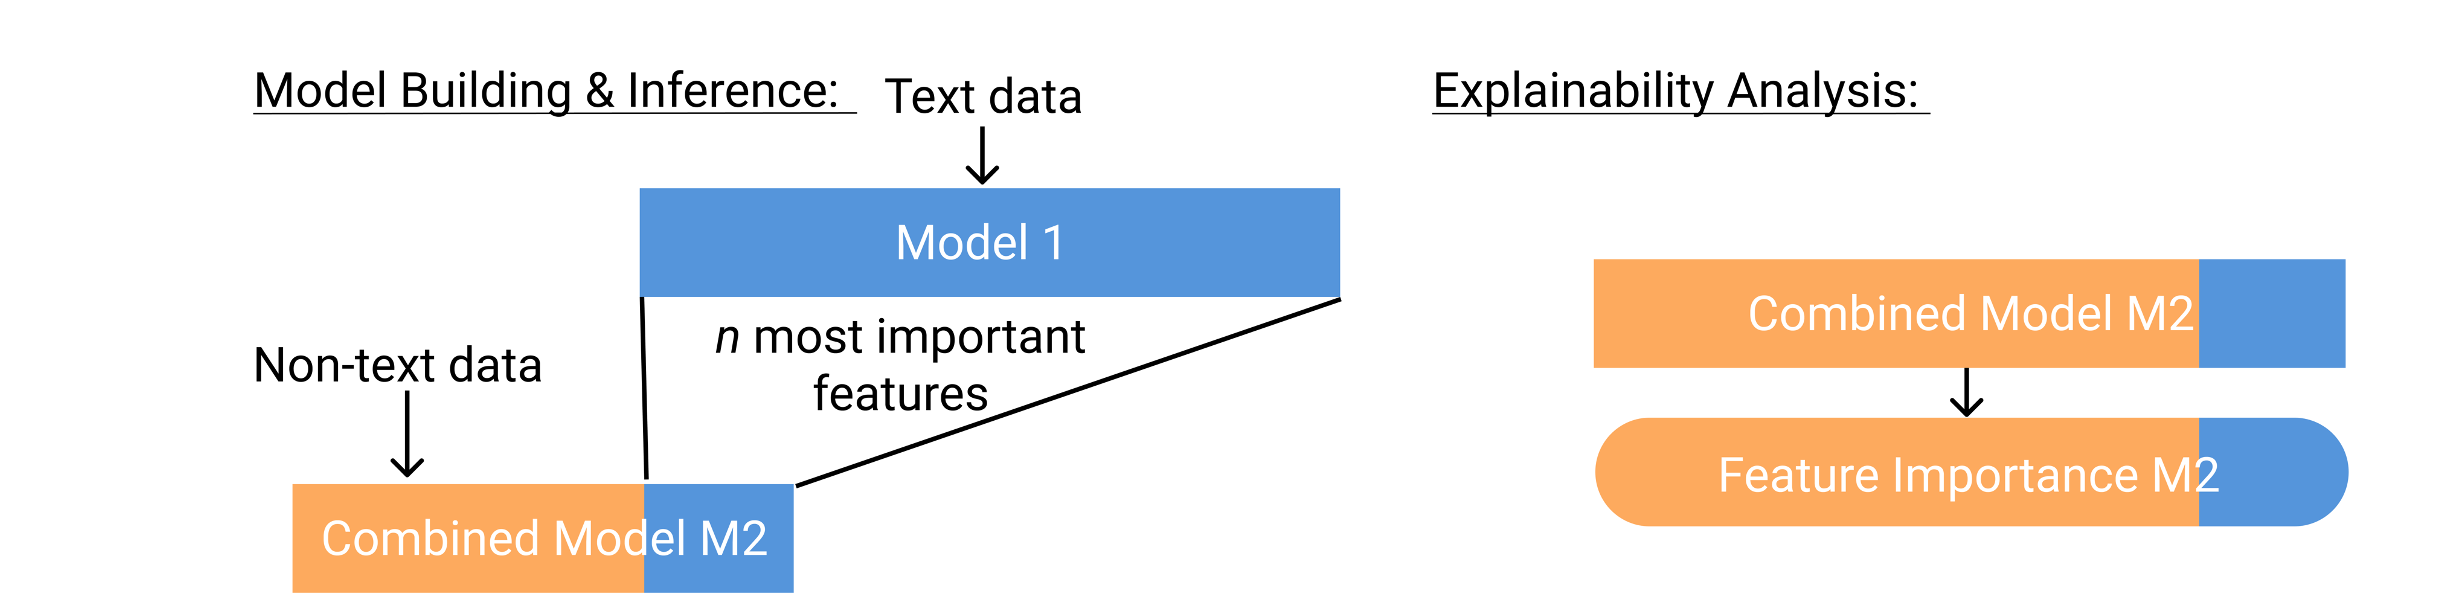 Model Building & Inference:
Text data
Model 1
n most important
features
Non-text data
Combined Model M2
Explainability Analysis:
Combined Model M2
Feature Importance M2